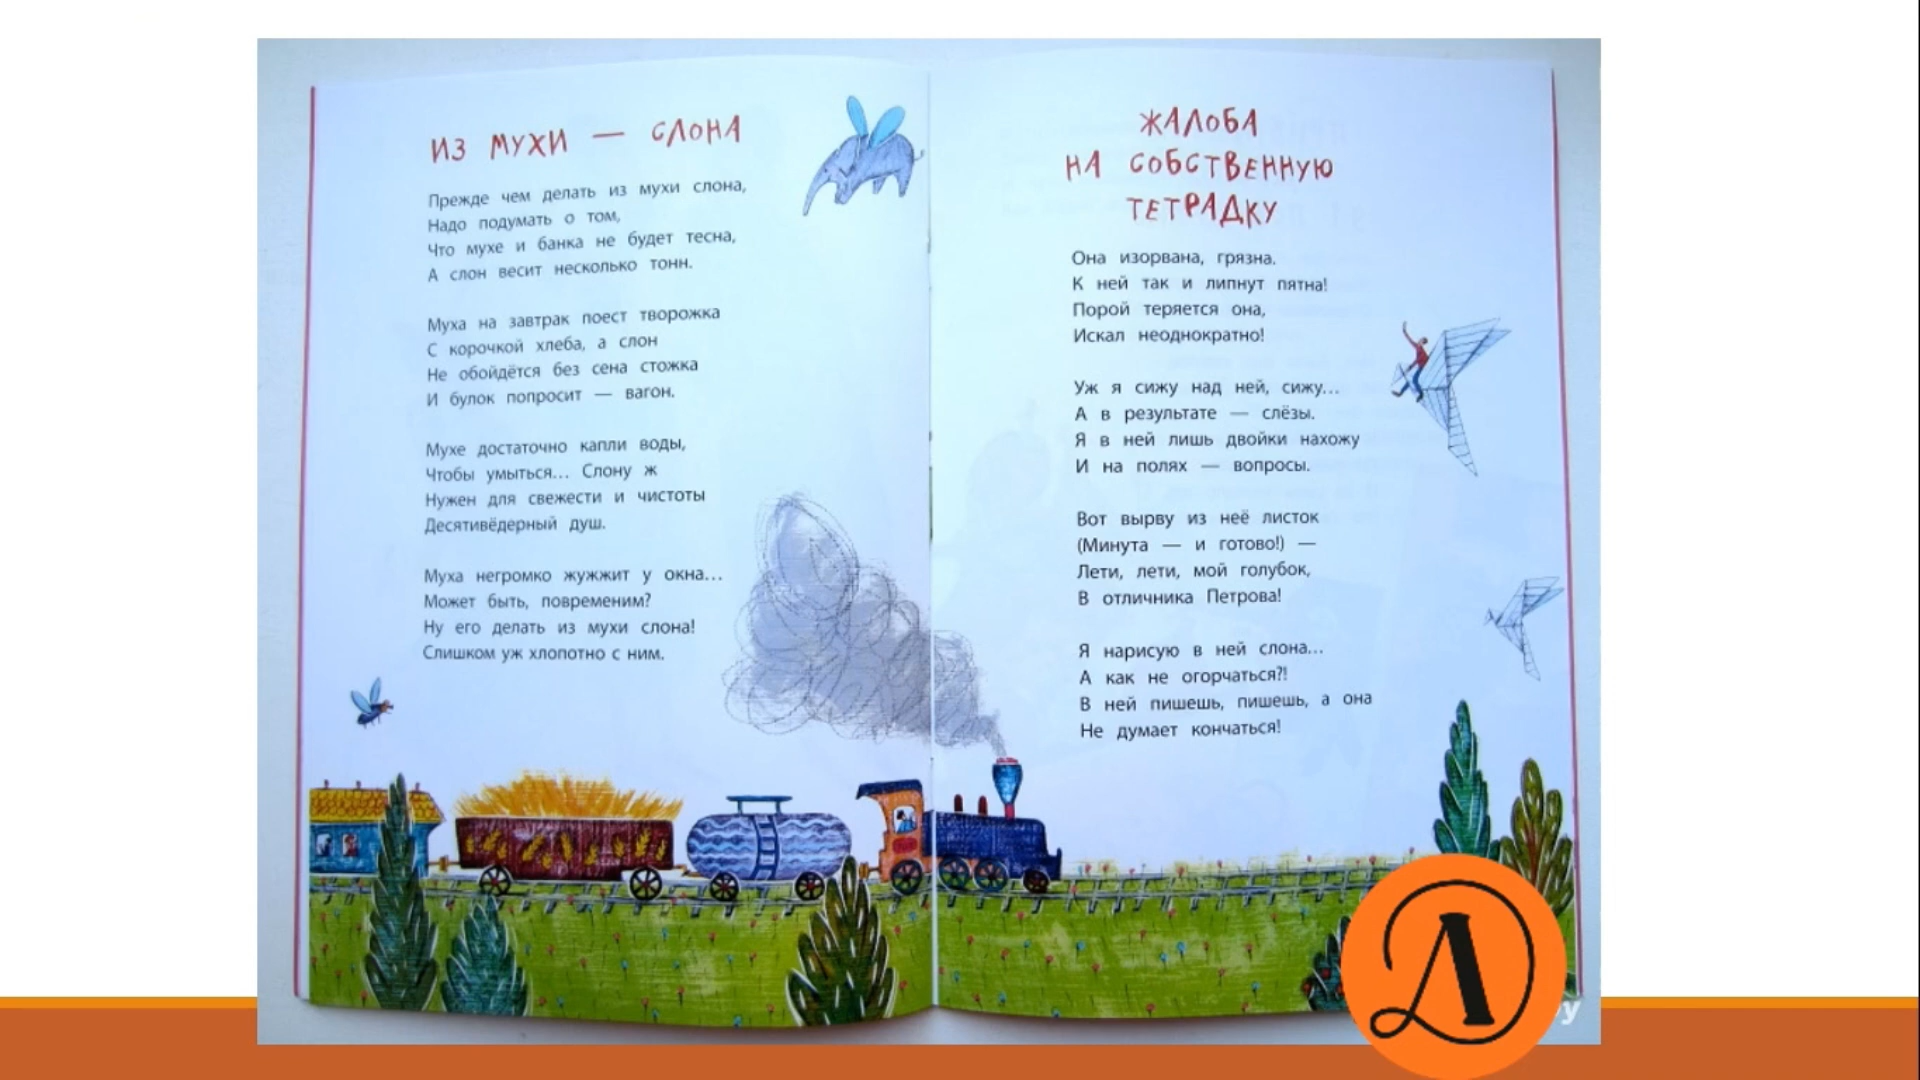 ИЗ МУХИ — СЛОНА
Прежде чем делать из мухи слона,
Надо подумать о том,
Что мухе и банка не будет тесна,
А слон весит несколько тонн.
Муха на завтрак поест творожка
С корочкой хлеба, а слон
Не обойдётся без сена стожка
И булок попросит — вагон.
Мухе достаточно капли воды,
Чтобы умыться... Слону ж
Нужен для свежести и чистоты
Десятивёдерный душ.
Муха негромко жужжит у окна...
Может быть, повременим?
Ну его делать из мухи слона!
Слишком уж хлопотно с ним.
ЖАЛОБА
НА СОБСТВЕННУЮ
ТЕТРАДКУ
Она изорвана, грязна.
К ней так и липнут пятна!
Порой теряется она,
Искал неоднократно!
Уж я сижу над ней, сижу...
А в результате — слёзы.
Я в ней лишь двойки нахожу
И на полях — вопросы.
Вот вырву из неё листок
(Минута — и готово!) —
Лети, лети, мой голубок,
В отличника Петрова!
Я нарисую в ней слона...
А как не огорчаться?!
В ней пишешь, пишешь, а она
Не думает кончаться!
Л